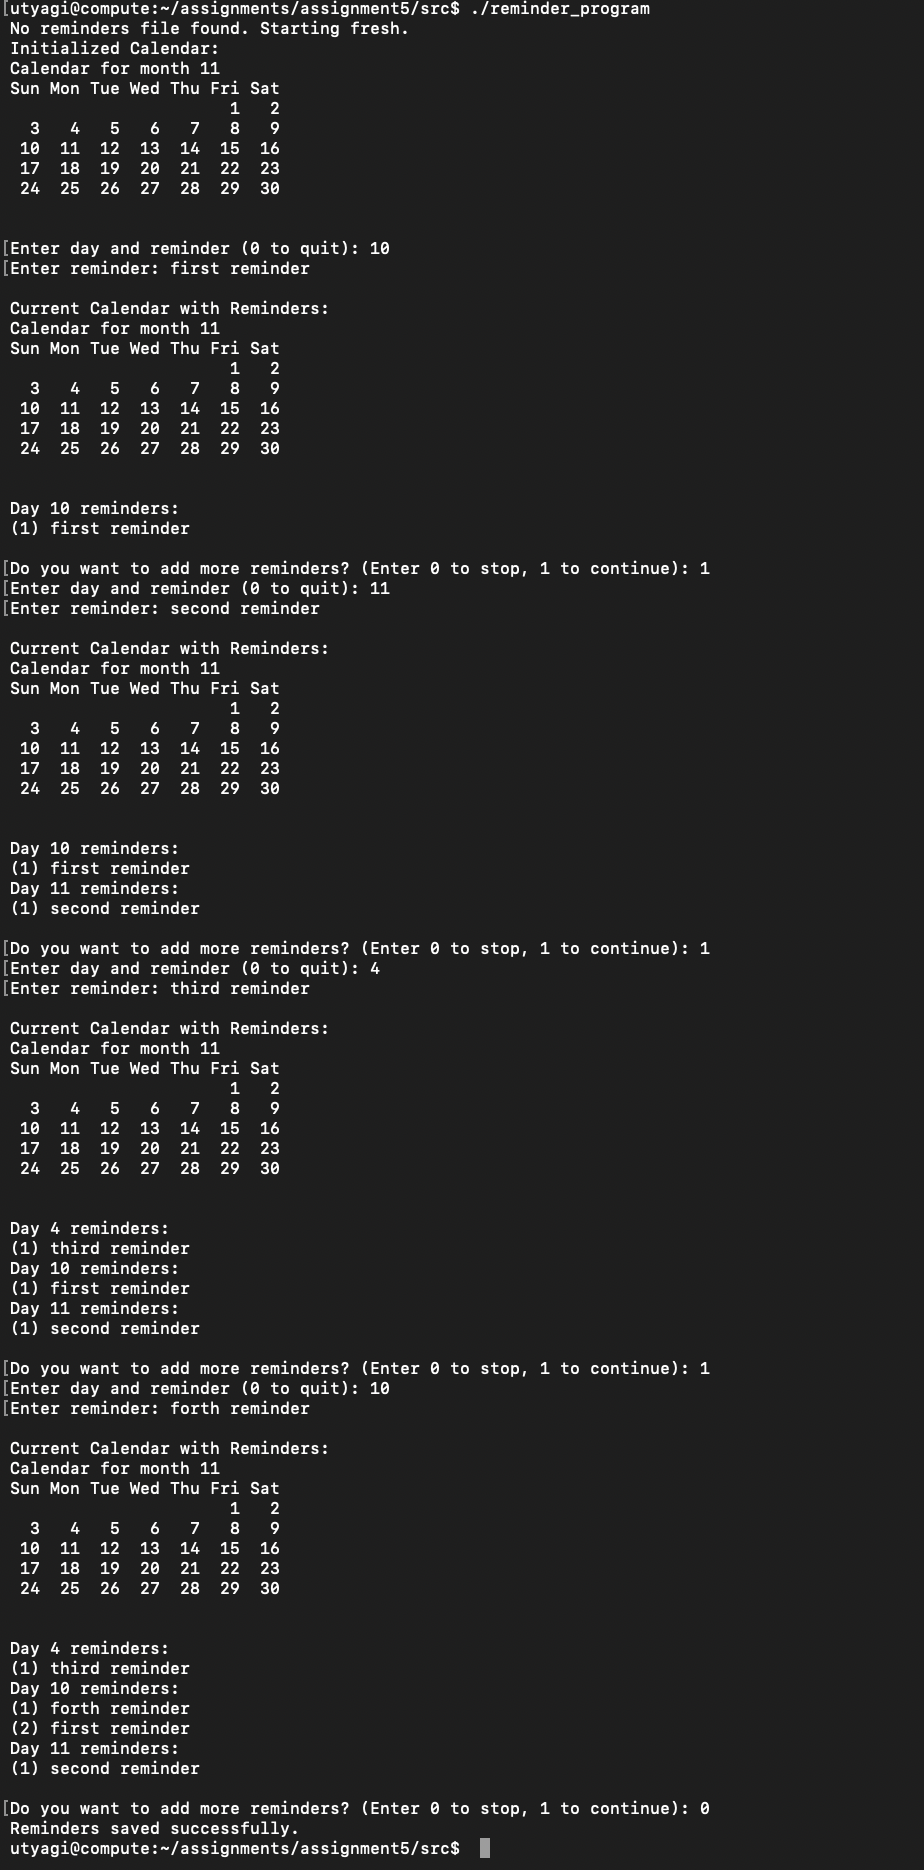 [utyagi@compute:~/assignments/assignment5/src$ ./reminder_program
No reminders file found. Starting fresh.
Initialized Calendar:
Calendar for month 11
Sun Mon Tue Wed Thu Fri Sat
                      1   2
  3   4   5   6   7   8   9
 10  11  12  13  14  15  16
 17  18  19  20  21  22  23
 24  25  26  27  28  29  30
[Enter day and reminder (0 to quit): 10
[Enter reminder: first reminder
Current Calendar with Reminders:
Calendar for month 11
Sun Mon Tue Wed Thu Fri Sat
                      1   2
  3   4   5   6   7   8   9
 10  11  12  13  14  15  16
 17  18  19  20  21  22  23
 24  25  26  27  28  29  30
Day 10 reminders:
(1) first reminder
[Do you want to add more reminders? (Enter 0 to stop, 1 to continue): 1
[Enter day and reminder (0 to quit): 11
[Enter reminder: second reminder
Current Calendar with Reminders:
Calendar for month 11
Sun Mon Tue Wed Thu Fri Sat
                      1   2
  3   4   5   6   7   8   9
 10  11  12  13  14  15  16
 17  18  19  20  21  22  23
 24  25  26  27  28  29  30
Day 10 reminders:
(1) first reminder
Day 11 reminders:
(1) second reminder
[Do you want to add more reminders? (Enter 0 to stop, 1 to continue): 1
[Enter day and reminder (0 to quit): 4
[Enter reminder: third reminder
Current Calendar with Reminders:
Calendar for month 11
Sun Mon Tue Wed Thu Fri Sat
                      1   2
  3   4   5   6   7   8   9
 10  11  12  13  14  15  16
 17  18  19  20  21  22  23
 24  25  26  27  28  29  30
Day 4 reminders:
(1) third reminder
Day 10 reminders:
(1) first reminder
Day 11 reminders:
(1) second reminder
[Do you want to add more reminders? (Enter 0 to stop, 1 to continue): 1
[Enter day and reminder (0 to quit): 10
[Enter reminder: forth reminder
Current Calendar with Reminders:
Calendar for month 11
Sun Mon Tue Wed Thu Fri Sat
                      1   2
  3   4   5   6   7   8   9
 10  11  12  13  14  15  16
 17  18  19  20  21  22  23
 24  25  26  27  28  29  30
Day 4 reminders:
(1) third reminder
Day 10 reminders:
(1) forth reminder
(2) first reminder
Day 11 reminders:
(1) second reminder
[Do you want to add more reminders? (Enter 0 to stop, 1 to continue): 0
Reminders saved successfully.
utyagi@compute:~/assignments/assignment5/src$